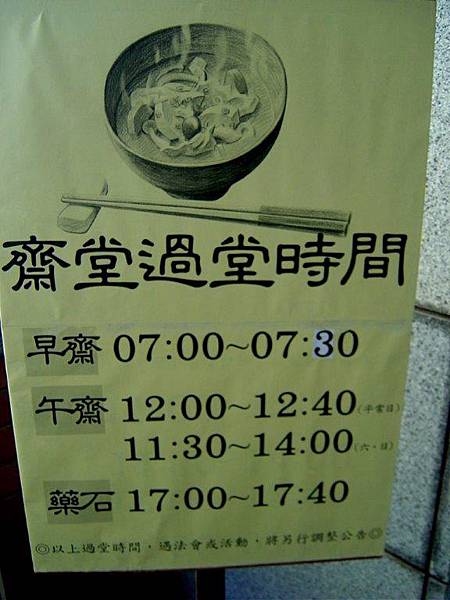 齋堂過堂時間
早齋 07:00~07:30
午齋 12:00~12:40(平常日)
11:30~14:00(六、日)
藥石 17:00~17:40
◎以上過堂時間，遇法會或活動，將另行調整公告◎